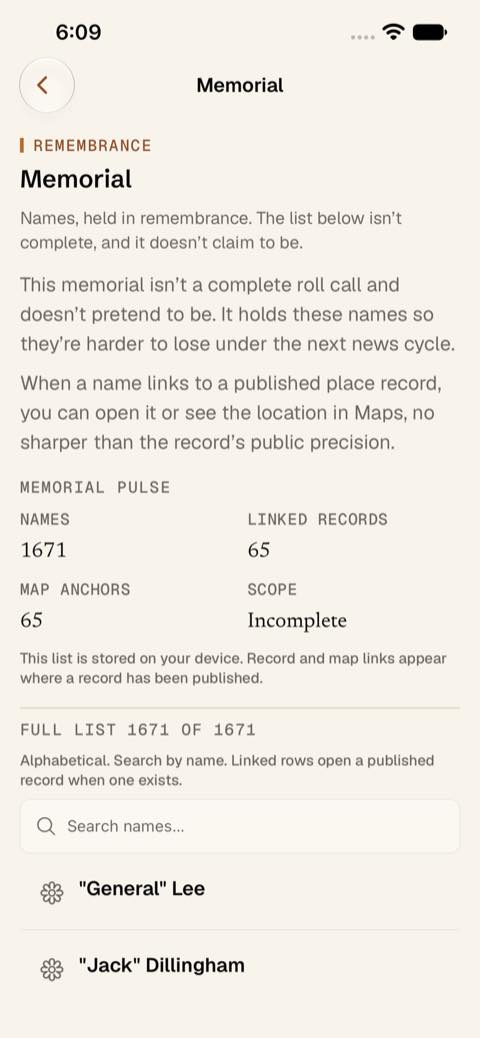 6:09
Memorial
REMEMBRANCE
Memorial
Names, held in remembrance. The list below isn’t
complete, and it doesn’t claim to be.
This memorial isn’t a complete roll call and
doesn’t pretend to be. It holds these names so
they’re harder to lose under the next news cycle.
When a name links to a published place record,
you can open it or see the location in Maps, no
sharper than the record’s public precision.
MEMORIAL PULSE
NAMES
1671
LINKED RECORDS
65
MAP ANCHORS
65
SCOPE
Incomplete
This list is stored on your device. Record and map links appear
where a record has been published.
FULL LIST 1671 OF 1671
Alphabetical. Search by name. Linked rows open a published
record when one exists.
Search names...
"General" Lee
"Jack" Dillingham